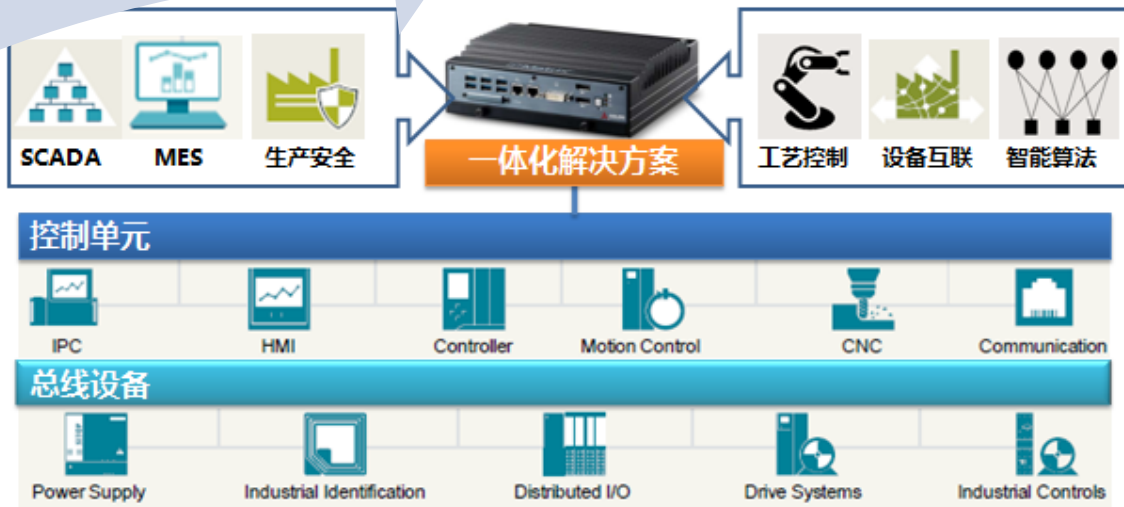 SCADA MES 生产安全
一体化解决方案
工艺控制 设备互联 智能算法
控制单元
IPC HMI Controller Motion Control CNC Communication
总线设备
Power Supply Industrial Identification Distributed I/O Drive Systems Industrial Controls